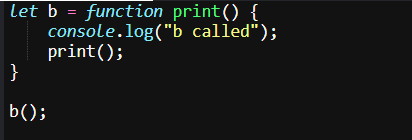 let b = function print() {
    console.log("b called");
    print();
}

b();